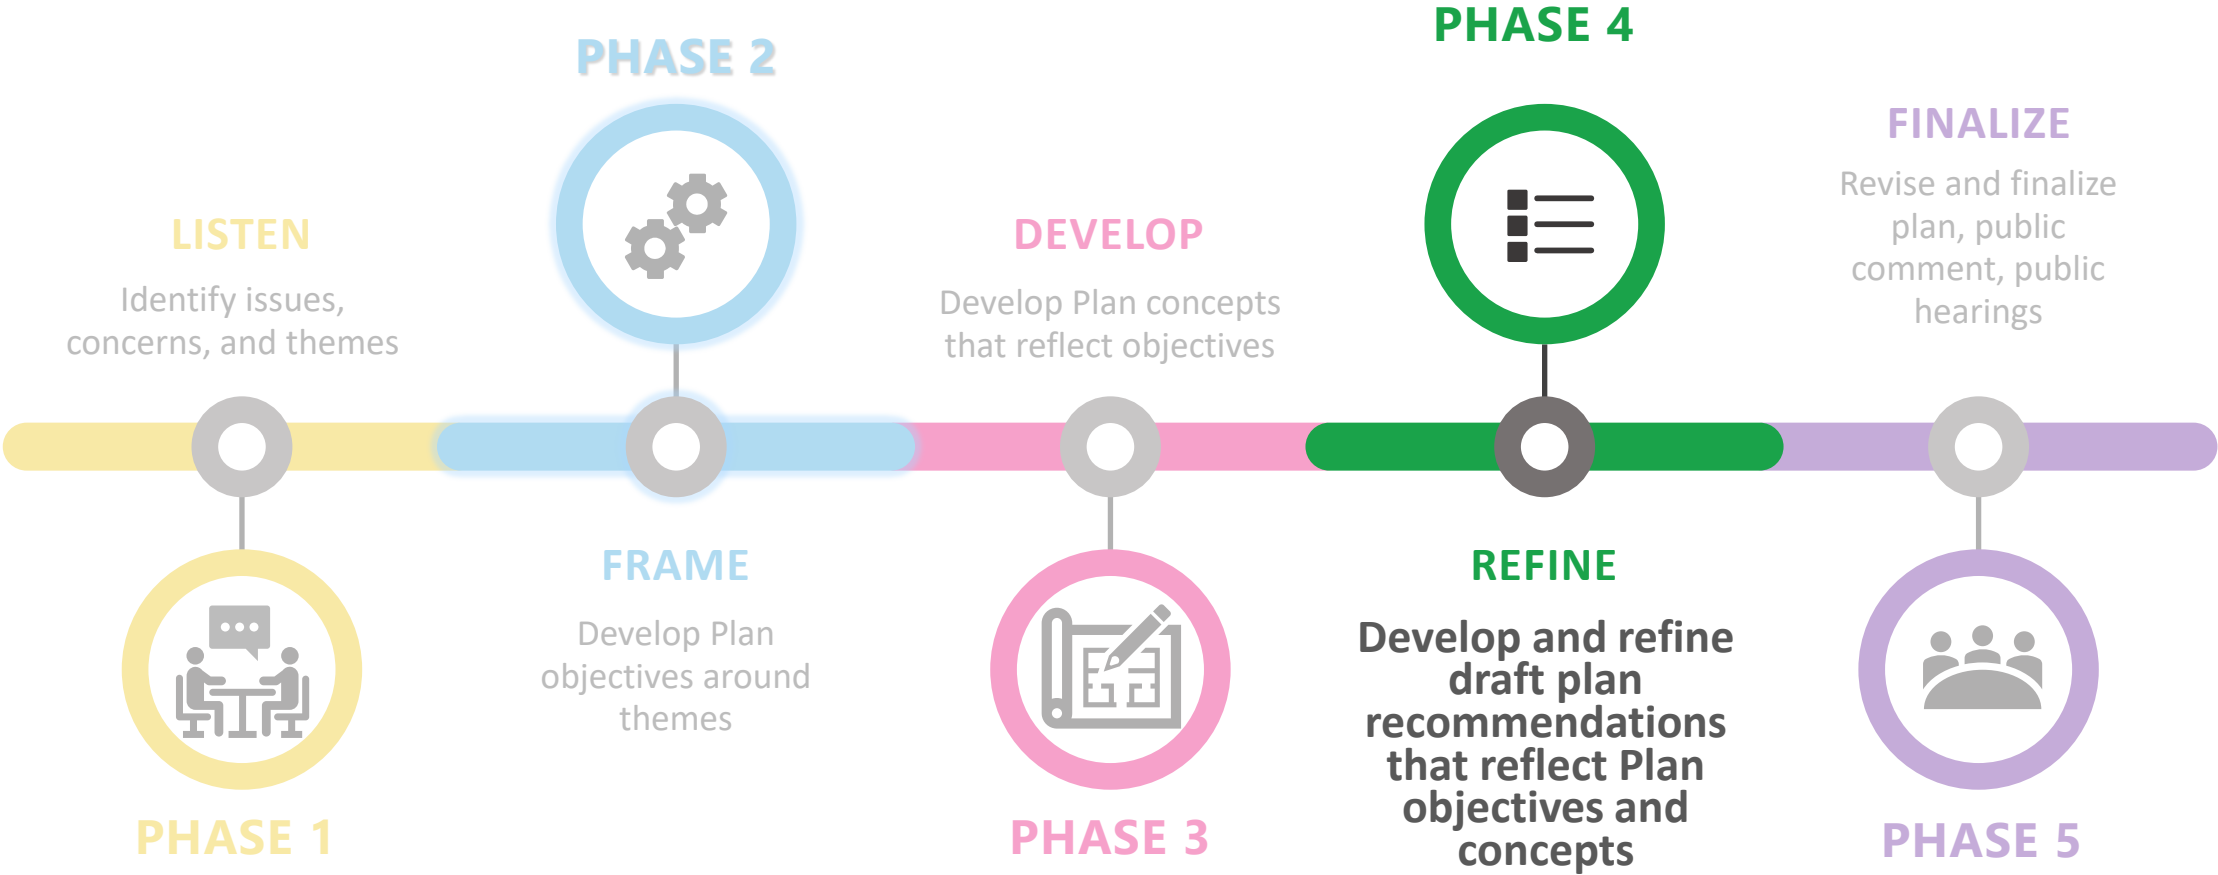 PHASE 1
LISTEN
Identify issues,
concerns, and themes
PHASE 2
FRAME
Develop Plan
objectives around
themes
PHASE 3
DEVELOP
Develop Plan concepts
that reflect objectives
PHASE 4
REFINE
Develop and refine
draft plan
recommendations
that reflect Plan
objectives and
concepts
PHASE 5
FINALIZE
Revise and finalize
plan, public
comment, public
hearings